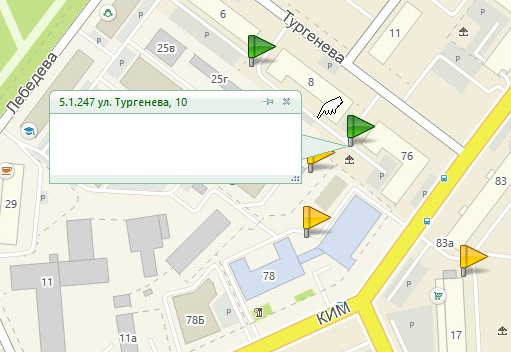 6
Тургенева
11
25в
25г
8
Лебедева
P
5.1.247 ул. Тургенева, 10
76
P
P
83
29
83а
78
11
78Б
P
КИМ
11а
17